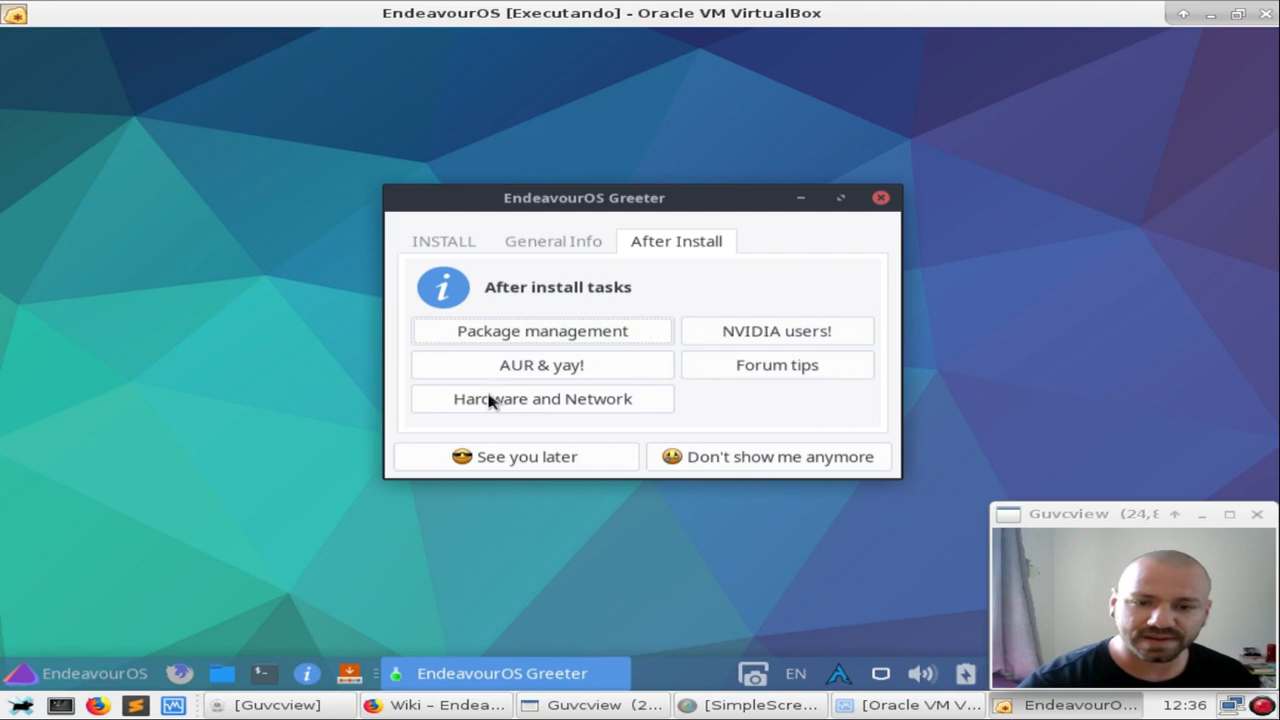 EndeavourOS [Executando] - Oracle VM VirtualBox
EndeavourOS Greeter
INSTALL General Info After Install
After install tasks
Package management NVIDIA users!
AUR & yay! Forum tips
Hardware and Network
See you later Don't show me anymore
Guvcview (24,8
EndeavourOS EndeavourOS Greeter EN
[Guvcview] Wiki – Endea... Guvcview (2... [SimpleScre... [Oracle VM V... EndeavourO... 12:36